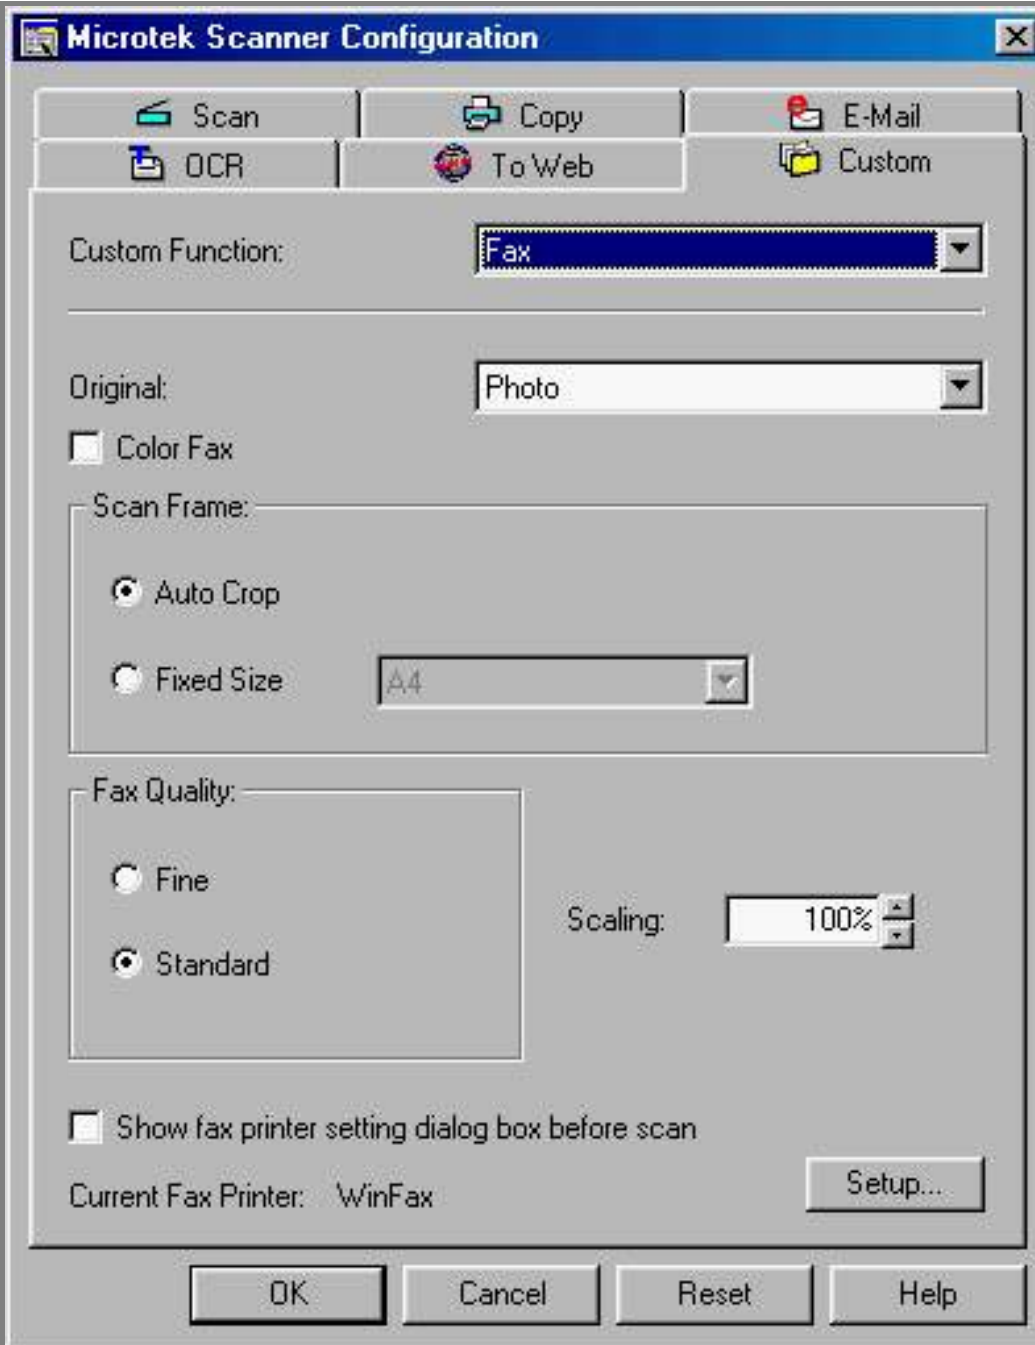 Microtek Scanner Configuration
Scan Copy E-Mail
OCR To Web Custom
Custom Function: Fax
Original: Photo
Color Fax
Scan Frame:
Auto Crop
Fixed Size A4
Fax Quality:
Fine
Scaling: 100%
Standard
Show fax printer setting dialog box before scan
Setup...
Current Fax Printer: WinFax
OK Cancel Reset Help